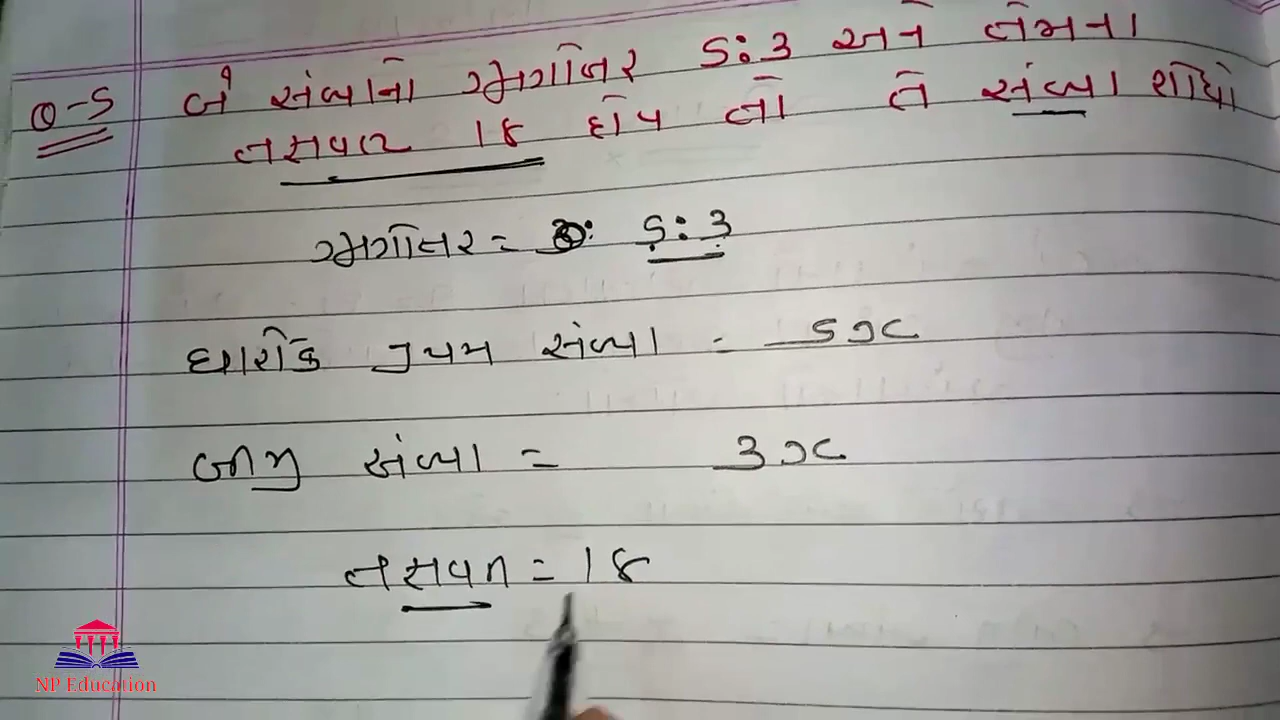 Q-5 બે સંખ્યાનો ગુણોતર 5:3 અને તેમના
તફાવત 18 હોય તો તે સંખ્યા શોધો
ગુણોતર = 5:3
ધારોકે પ્રથમ સંખ્યા - 5x
બીજી સંખ્યા = 3x
તફાવત = 18
NP Education